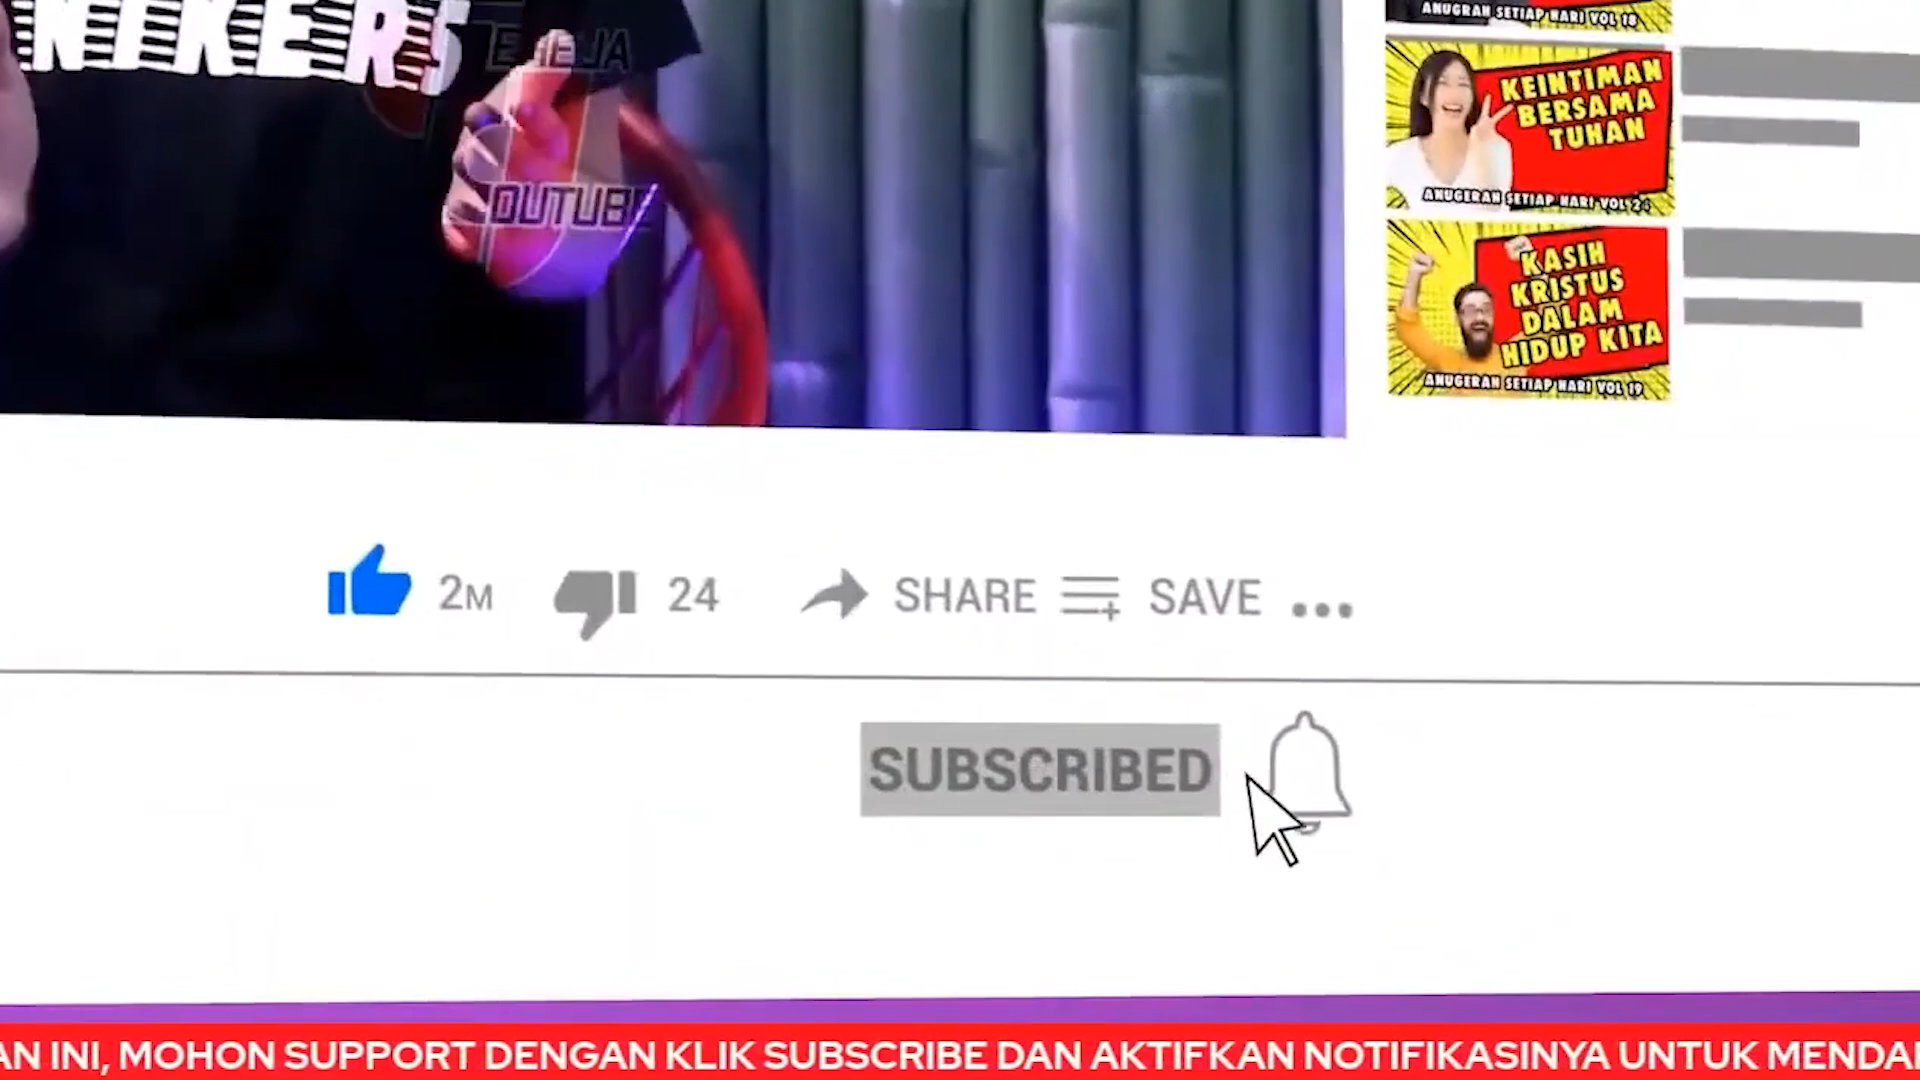 NIKERS
OUTUBE
ANUGRAH SETIAP HARI VOL 18
KEINTIMAN
BERSAMA
TUHAN
ANUGERAH SETIAP HARI VOL 24
KASIH
KRISTUS
DALAM
HIDUP KITA
ANUGERAH SETIAP HARI VOL 19
2M 24 SHARE SAVE
SUBSCRIBED
AN INI, MOHON SUPPORT DENGAN KLIK SUBSCRIBE DAN AKTIFKAN NOTIFIKASINYA UNTUK MENDA